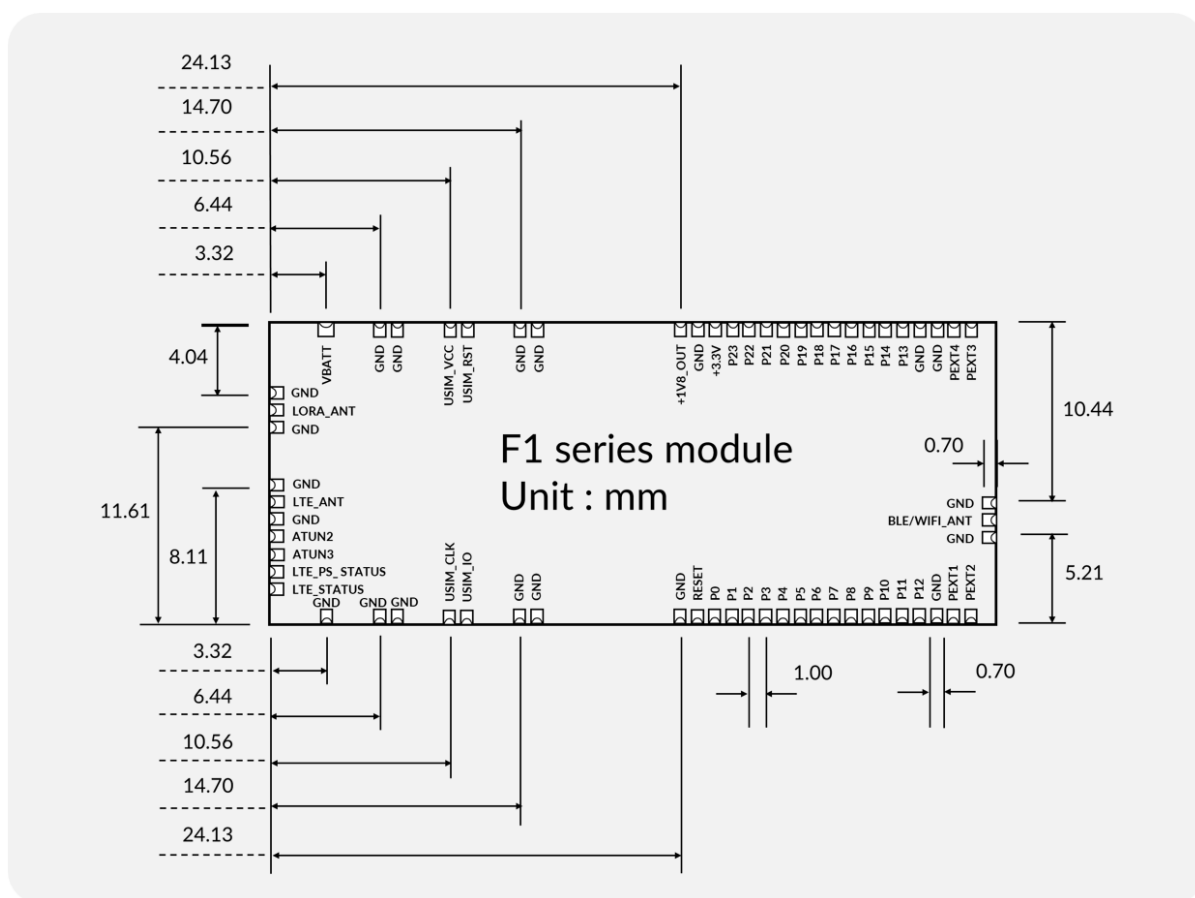 24.13
14.70
10.56
6.44
3.32
4.04
VBATT
GND
GND
USIM_VCC
USIM_RST
GND
GND
+1V8_OUT
GND
+3.3V
P23
P22
P21
P20
P19
P18
P17
P16
P15
P14
P13
GND
GND
PEXT4
PEXT3
GND
LORA_ANT
GND
10.44
F1 series module
Unit : mm
0.70
11.61
8.11
GND
LTE_ANT
GND
ATUN2
ATUN3
LTE_PS_STATUS
LTE_STATUS
GND
BLE/WIFI_ANT
GND
5.21
GND
GND
GND
USIM_CLK
USIM_IO
GND
GND
GND
RESET
P0
P1
P2
P3
P4
P5
P6
P7
P8
P9
P10
P11
P12
GND
PEXT1
PEXT2
3.32
6.44
10.56
14.70
24.13
1.00
0.70